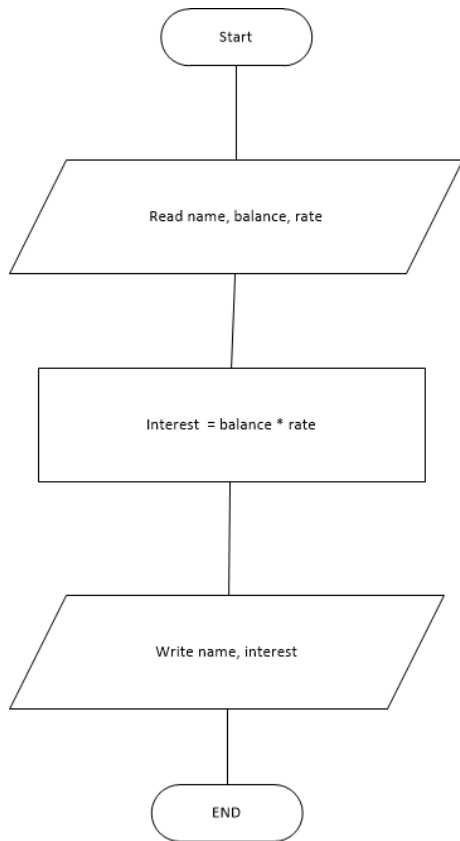 Start
Read name, balance, rate
Interest = balance * rate
Write name, interest
END